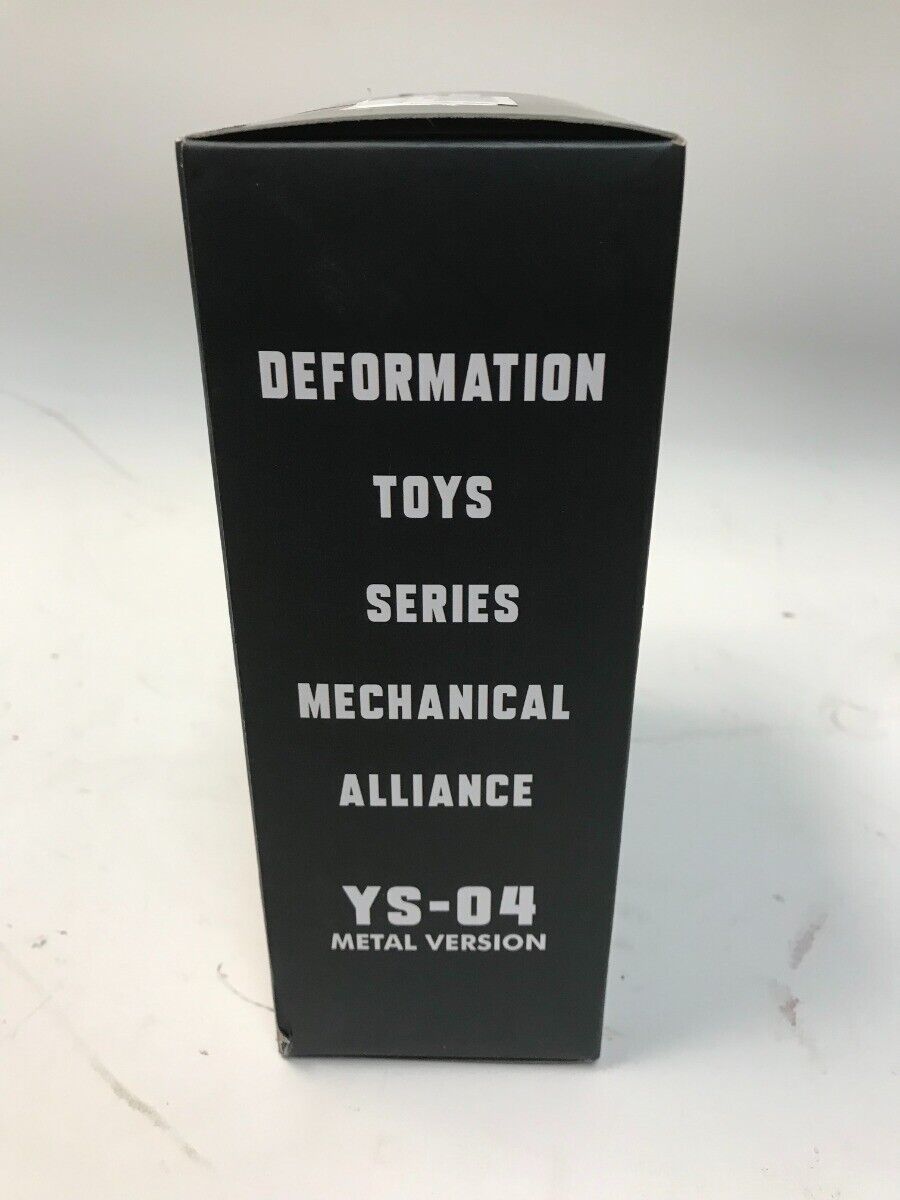 DEFORMATION
TOYS
SERIES
MECHANICAL
ALLIANCE
YS-04
METAL VERSION